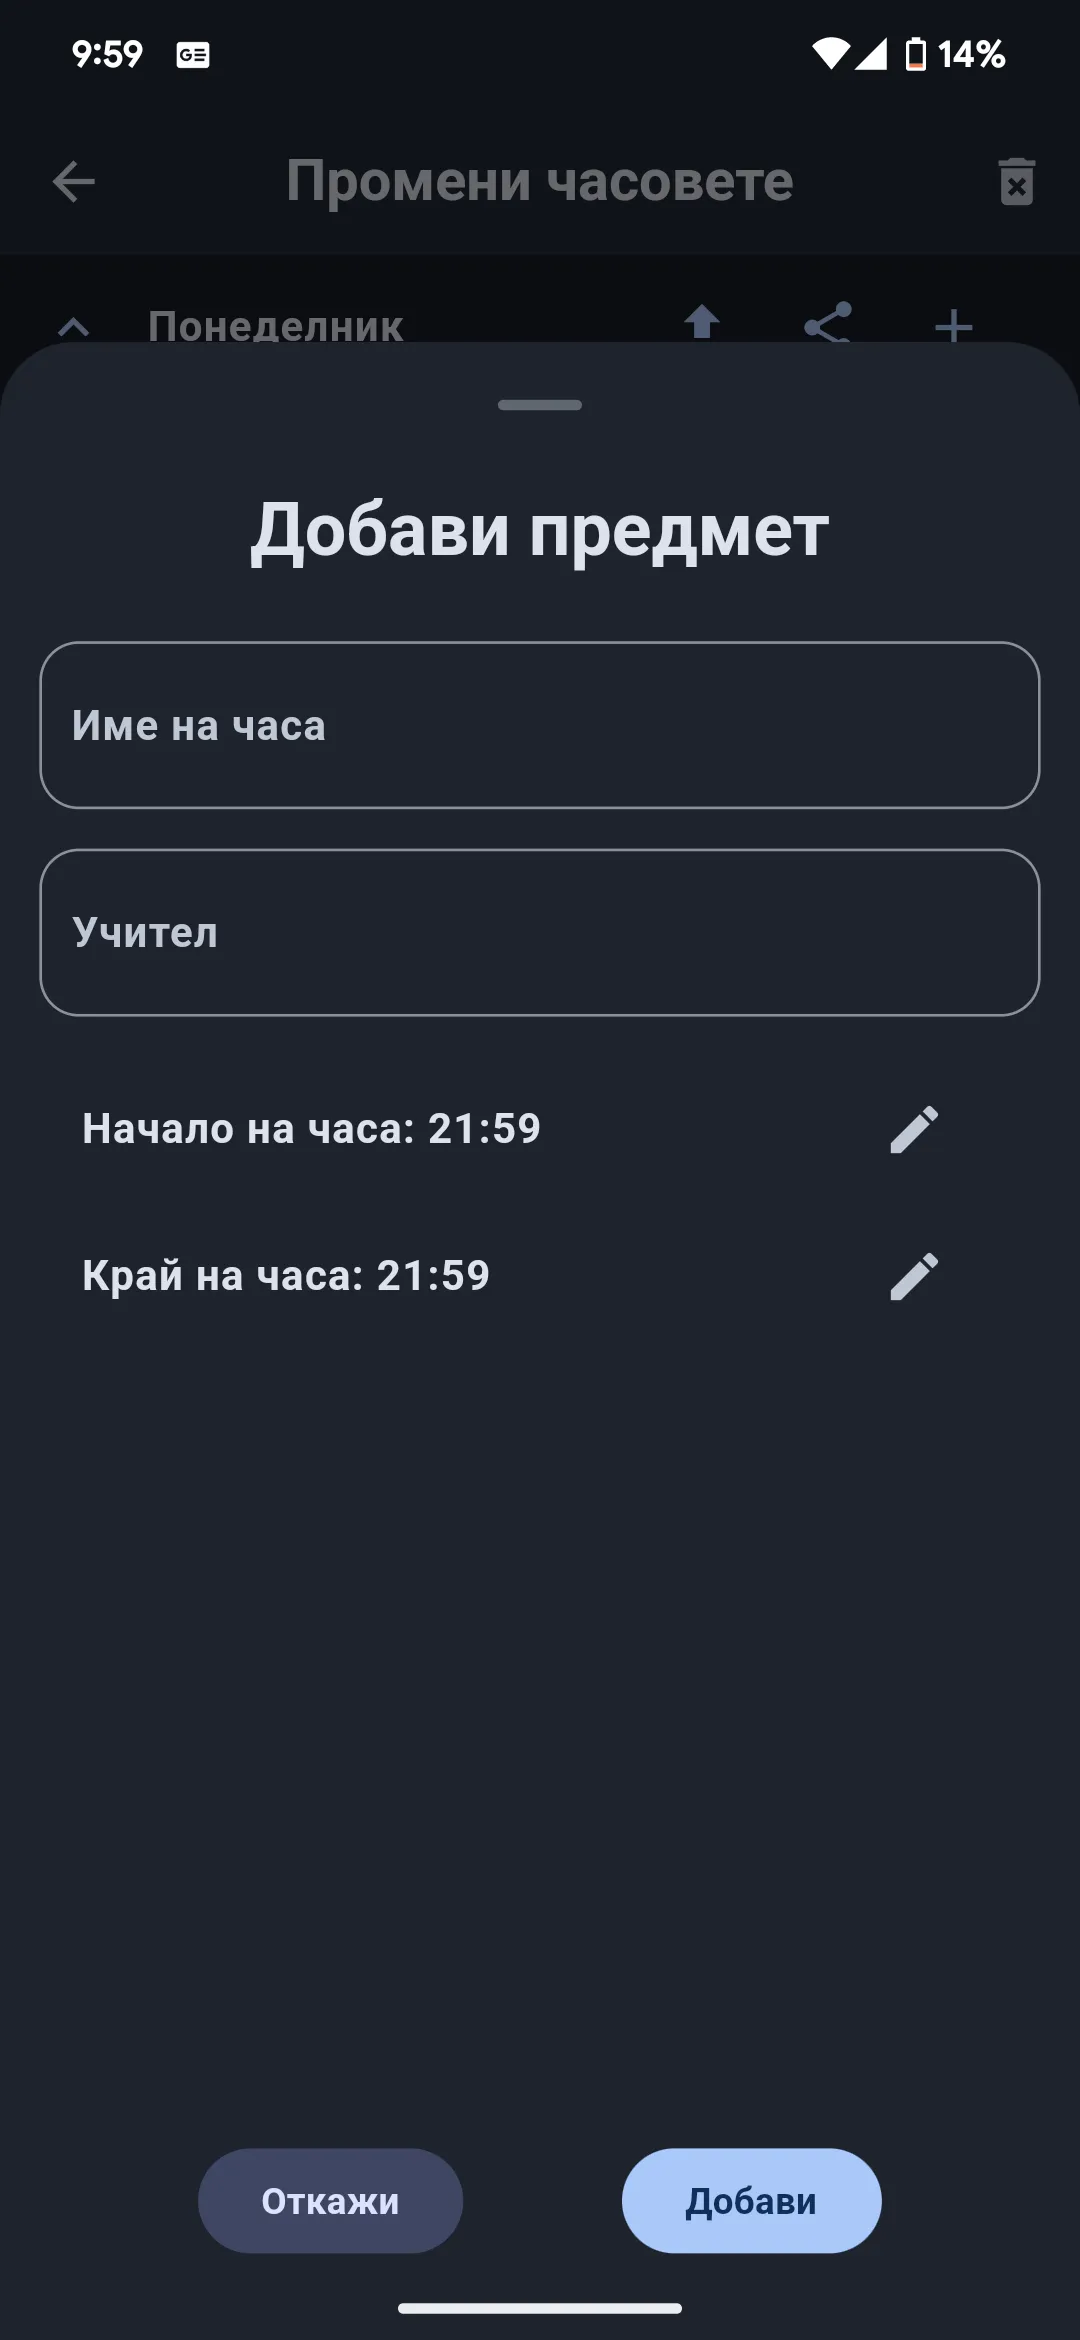 9:59 14%
Промени часовете
Понеделник
Добави предмет
Име на часа
Учител
Начало на часа: 21:59
Край на часа: 21:59
Откажи Добави